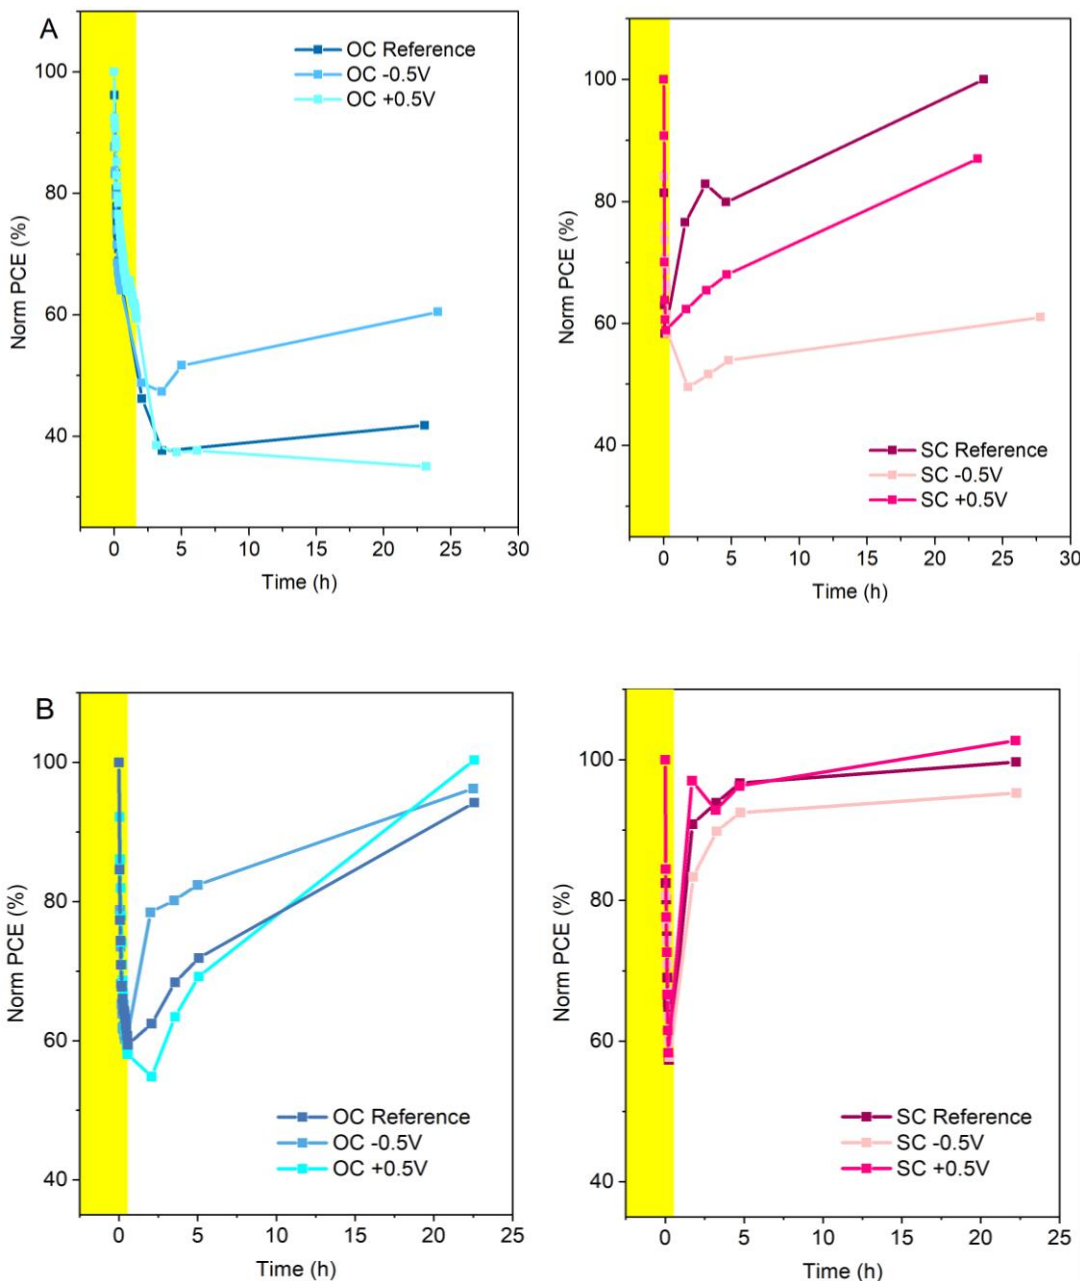 A
OC Reference
OC -0.5V
OC +0.5V
100
80
60
40
Norm PCE (%)
0 5 10 15 20 25 30
Time (h)
SC Reference
SC -0.5V
SC +0.5V
100
80
60
40
Norm PCE (%)
0 5 10 15 20 25 30
Time (h)
B
OC Reference
OC -0.5V
OC +0.5V
100
80
60
40
Norm PCE (%)
0 5 10 15 20 25
Time (h)
SC Reference
SC -0.5V
SC +0.5V
100
80
60
40
Norm PCE (%)
0 5 10 15 20 25
Time (h)